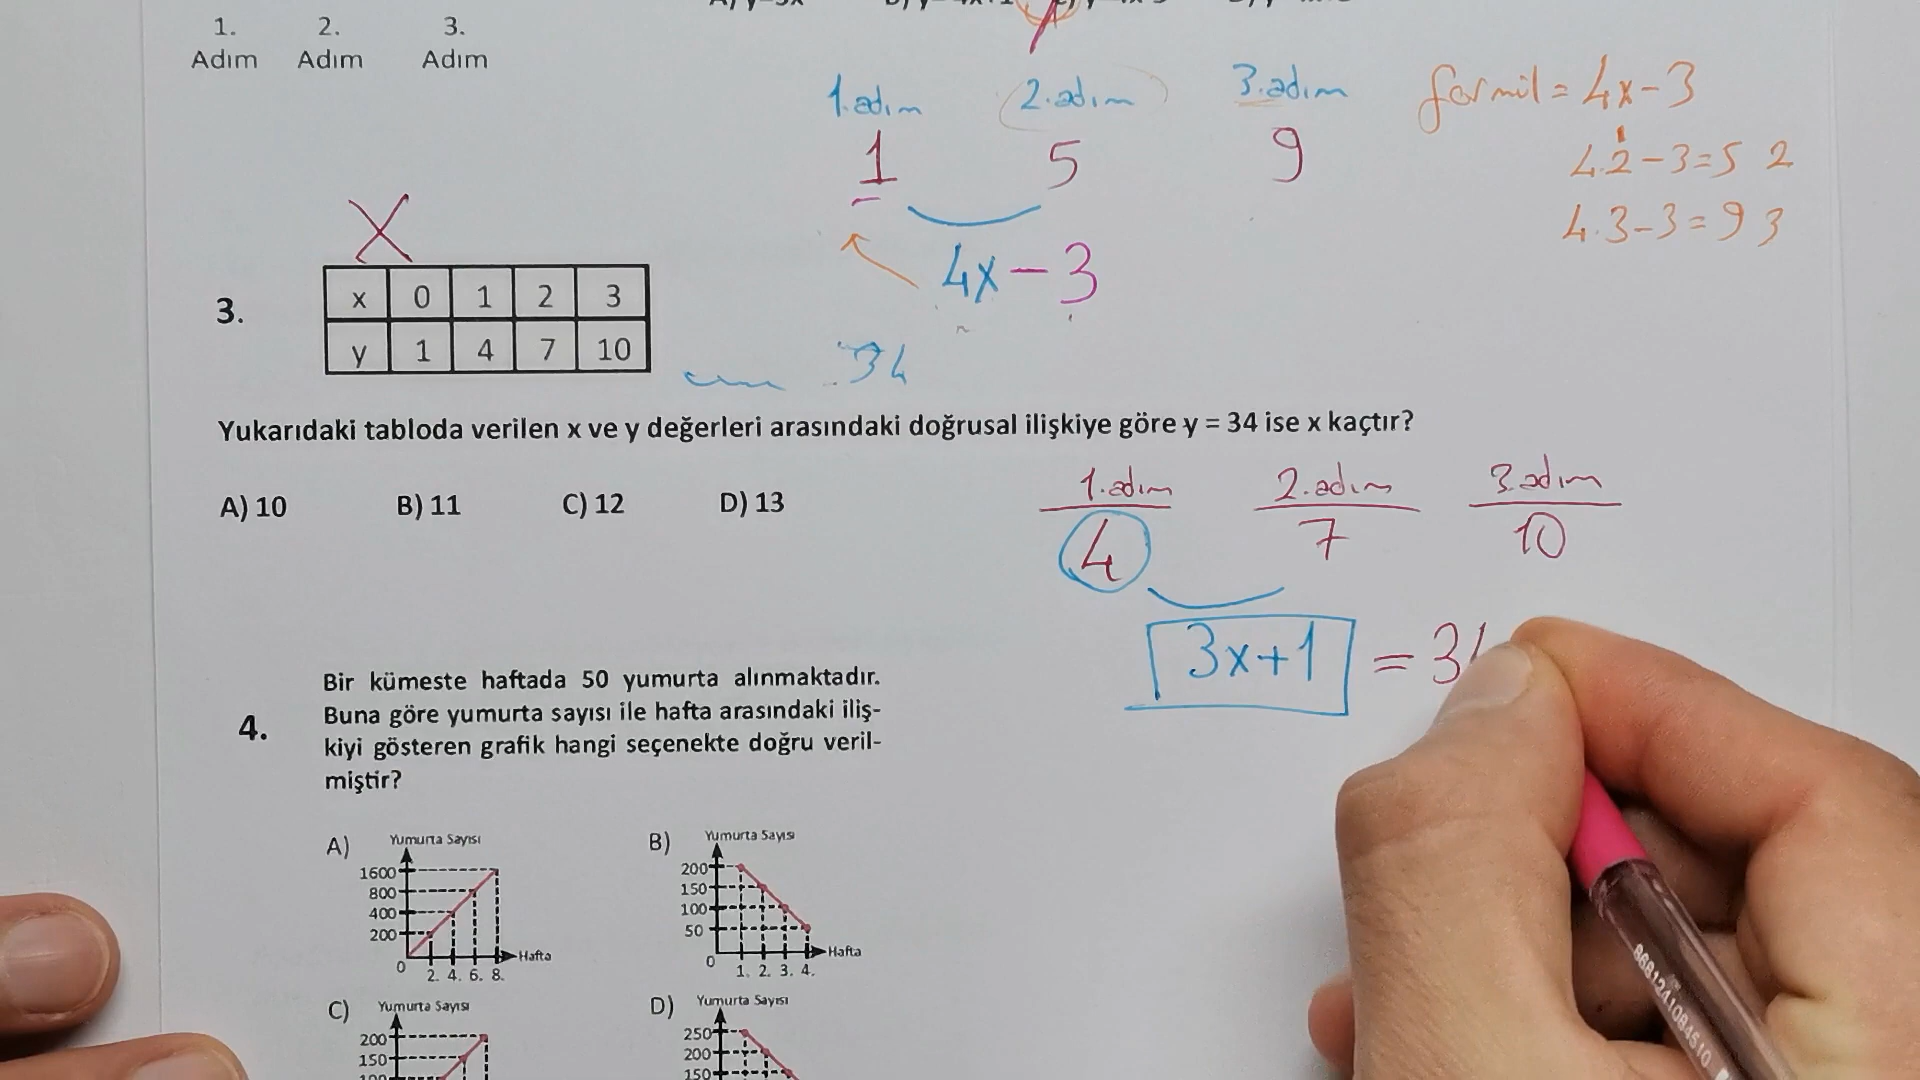 1. 2. 3.
Adım Adım Adım
1.adım 2.adım 3.adım
1 5 9
4x-3
formül = 4x-3
4.2-3=5 2
4.3-3=9 3
X
3.
x 0 1 2 3
y 1 4 7 10
34
Yukarıdaki tabloda verilen x ve y değerleri arasındaki doğrusal ilişkiye göre y = 34 ise x kaçtır?
A) 10 B) 11 C) 12 D) 13
1.adım 2.adım 3.adım
4 7 10
3x+1 = 3
4.
Bir kümeste haftada 50 yumurta alınmaktadır.
Buna göre yumurta sayısı ile hafta arasındaki iliş-
kiyi gösteren grafik hangi seçenekte doğru veril-
miştir?
A) Yumurta Sayısı
1600
800
400
200
0 2. 4. 6. 8. Hafta
B) Yumurta Sayısı
200
150
100
50
0 1. 2. 3. 4. Hafta
C) Yumurta Sayısı
200
150
D) Yumurta Sayısı
250
200
150
8681241084510